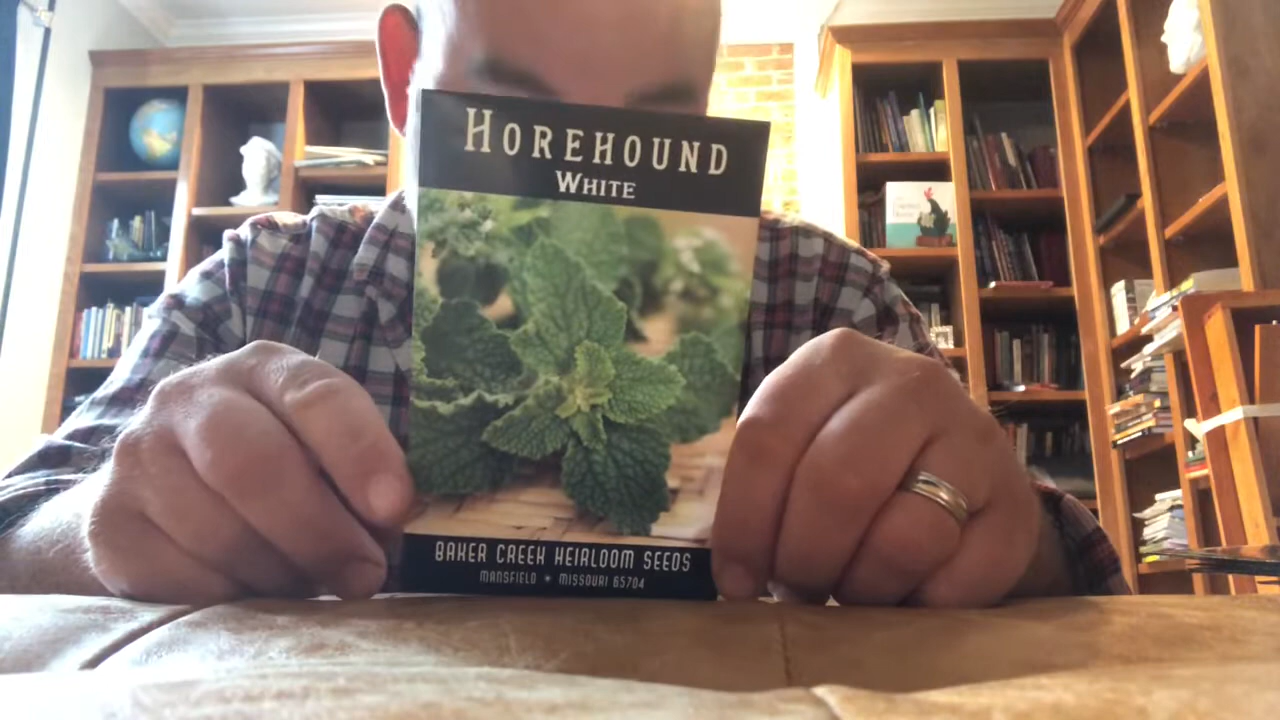 HOREHOUND
WHITE
BAKER CREEK HEIRLOOM SEEDS
MANSFIELD * MISSOURI 65704